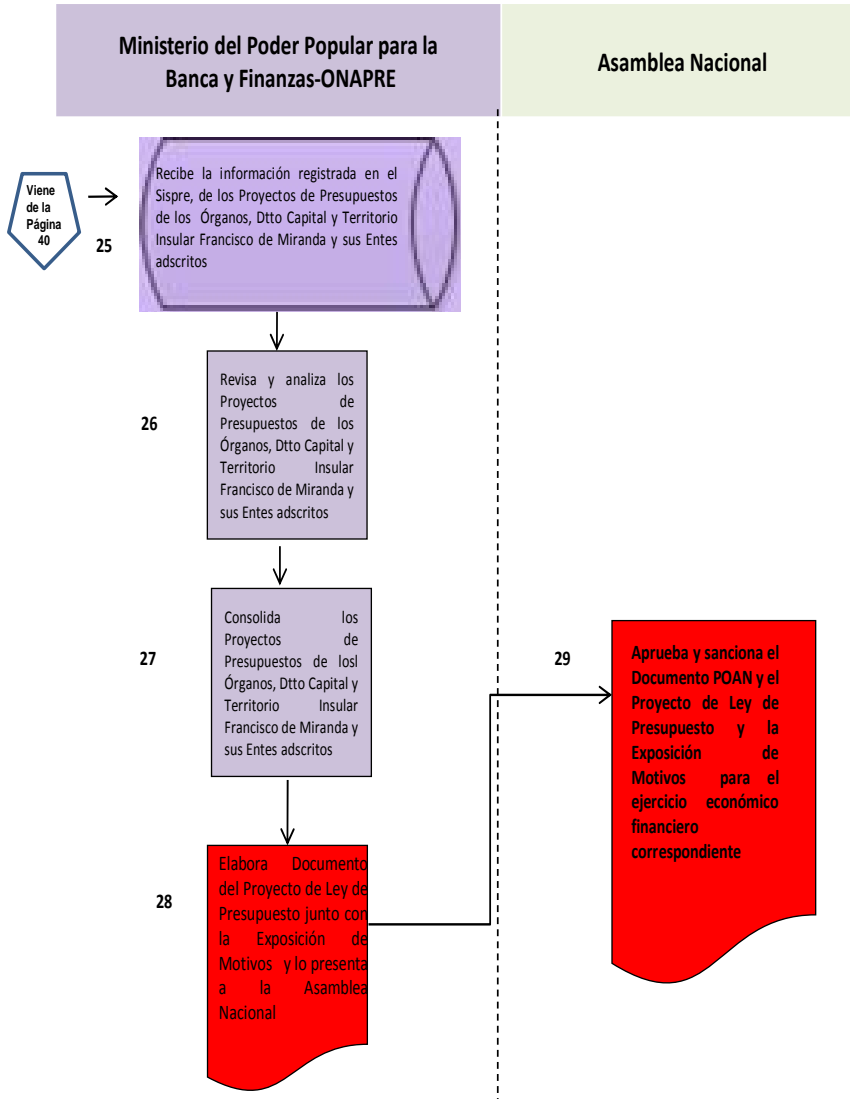 Ministerio del Poder Popular para la
Banca y Finanzas-ONAPRE
Asamblea Nacional
Viene
de la
Página
40
25
Recibe la información registrada en el
Sispre, de los Proyectos de Presupuestos
de los Órganos, Dtto Capital y Territorio
Insular Francisco de Miranda y sus Entes
adscritos
26
Revisa y analiza los
Proyectos de
Presupuestos de los
Órganos, Dtto Capital y
Territorio Insular
Francisco de Miranda y
sus Entes adscritos
27
Consolida los
Proyectos de
Presupuestos de losl
Órganos, Dtto Capital y
Territorio Insular
Francisco de Miranda y
sus Entes adscritos
28
Elabora Documento
del Proyecto de Ley de
Presupuesto junto con
la Exposición de
Motivos y lo presenta
a la Asamblea
Nacional
29
Aprueba y sanciona el
Documento POAN y el
Proyecto de Ley de
Presupuesto y la
Exposición de
Motivos para el
ejercicio económico
financiero
correspondiente